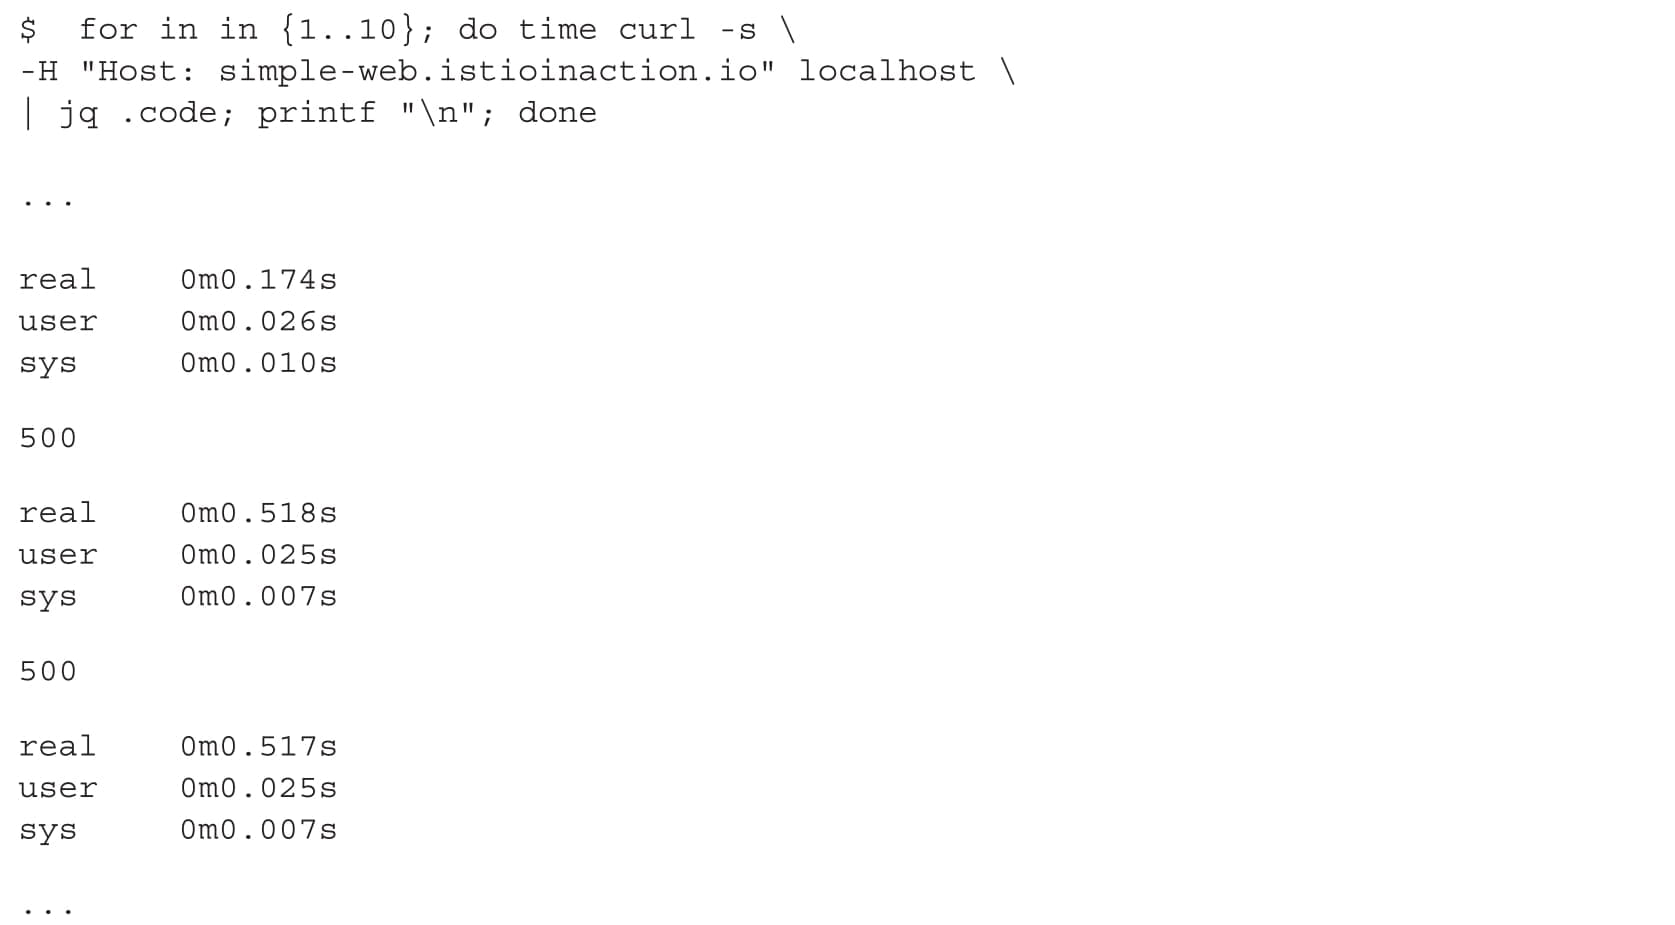 $  for in in {1..10}; do time curl -s \
-H "Host: simple-web.istioinaction.io" localhost \
| jq .code; printf "\n"; done
...
real    0m0.174s
user    0m0.026s
sys     0m0.010s
500
real    0m0.518s
user    0m0.025s
sys     0m0.007s
500
real    0m0.517s
user    0m0.025s
sys     0m0.007s
...